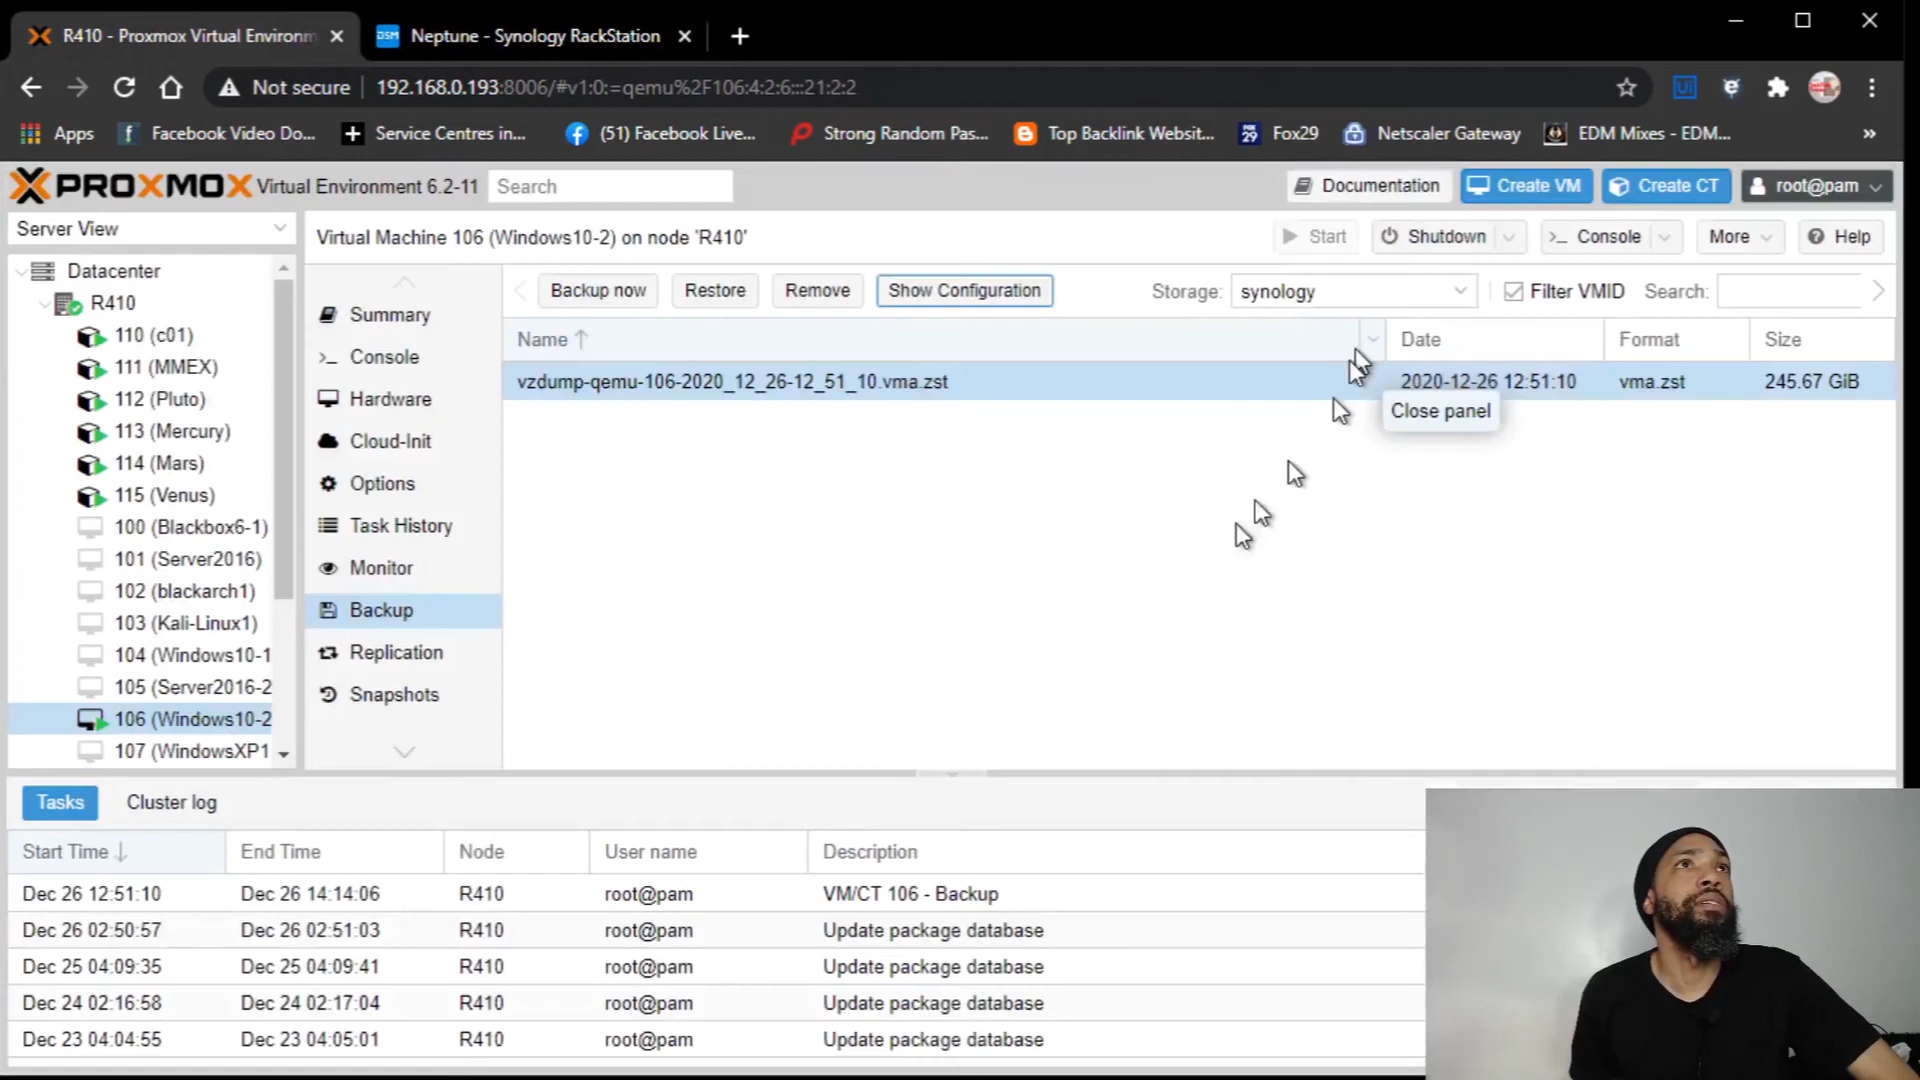 R410 - Proxmox Virtual Environm
DSM Neptune - Synology RackStation
Not secure 192.168.0.193:8006/#v1:0:=qemu%2F106:4:2:6:::21:2:2
Apps Facebook Video Do... Service Centres in... (51) Facebook Live... Strong Random Pas... Top Backlink Websit... Fox29 Netscaler Gateway EDM Mixes - EDM... »
PROXMOX Virtual Environment 6.2-11 Search Documentation Create VM Create CT root@pam
Server View
Virtual Machine 106 (Windows10-2) on node 'R410' Start Shutdown Console More Help
Datacenter
R410
110 (c01)
111 (MMEX)
112 (Pluto)
113 (Mercury)
114 (Mars)
115 (Venus)
100 (Blackbox6-1)
101 (Server2016)
102 (blackarch1)
103 (Kali-Linux1)
104 (Windows10-1
105 (Server2016-2
106 (Windows10-2
107 (WindowsXP1
Summary
Console
Hardware
Cloud-Init
Options
Task History
Monitor
Backup
Replication
Snapshots
Backup now Restore Remove Show Configuration Storage: synology Filter VMID Search:
Name Date Format Size
vzdump-qemu-106-2020_12_26-12_51_10.vma.zst 2020-12-26 12:51:10 vma.zst 245.67 GiB
Close panel
Tasks Cluster log
Start Time End Time Node User name Description
Dec 26 12:51:10 Dec 26 14:14:06 R410 root@pam VM/CT 106 - Backup
Dec 26 02:50:57 Dec 26 02:51:03 R410 root@pam Update package database
Dec 25 04:09:35 Dec 25 04:09:41 R410 root@pam Update package database
Dec 24 02:16:58 Dec 24 02:17:04 R410 root@pam Update package database
Dec 23 04:04:55 Dec 23 04:05:01 R410 root@pam Update package database